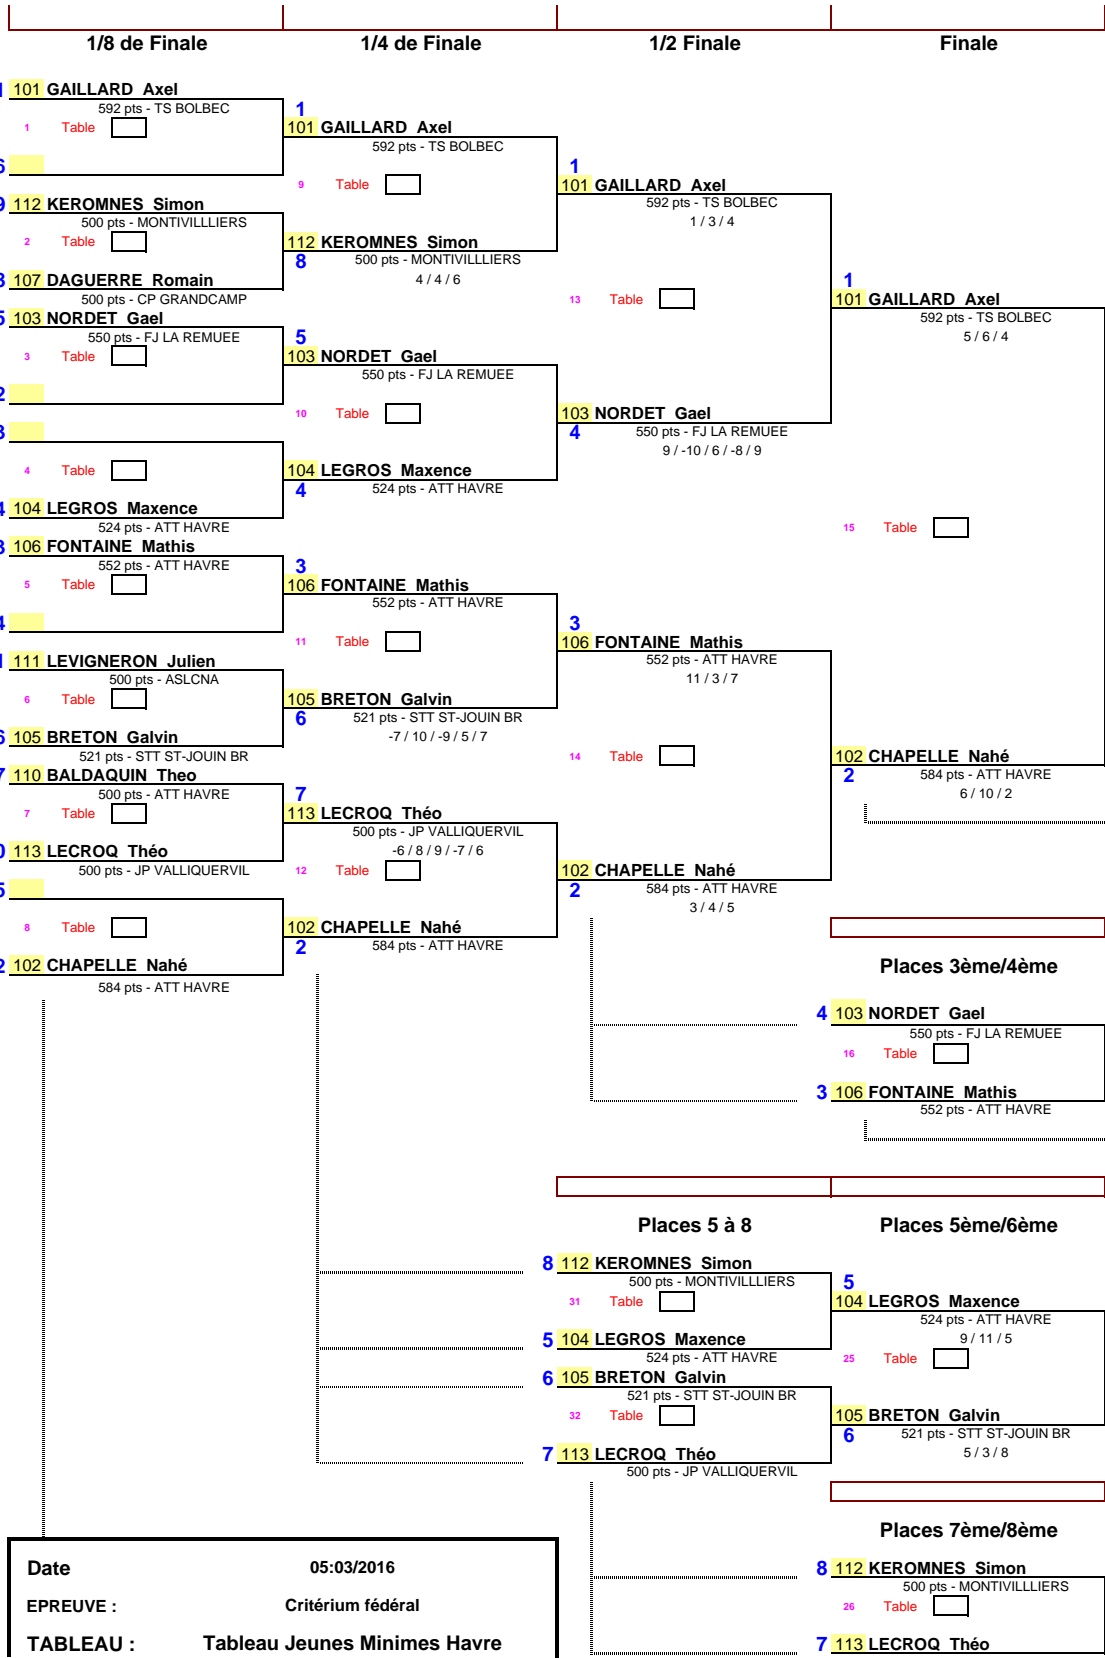 1/8 de Finale
1/4 de Finale
1/2 Finale
Finale
101 GAILLARD Axel
592 pts - TS BOLBEC
1 Table
112 KEROMNES Simon
500 pts - MONTIVILLLIERS
2 Table
107 DAGUERRE Romain
500 pts - CP GRANDCAMP
103 NORDET Gael
550 pts - FJ LA REMUEE
3 Table
4 Table
104 LEGROS Maxence
524 pts - ATT HAVRE
106 FONTAINE Mathis
552 pts - ATT HAVRE
5 Table
111 LEVIGNERON Julien
500 pts - ASLCNA
6 Table
105 BRETON Galvin
521 pts - STT ST-JOUIN BR
110 BALDAQUIN Theo
500 pts - ATT HAVRE
7 Table
113 LECROQ Théo
500 pts - JP VALLIQUERVIL
8 Table
102 CHAPELLE Nahé
584 pts - ATT HAVRE
1
101 GAILLARD Axel
592 pts - TS BOLBEC
9 Table
112 KEROMNES Simon
8 500 pts - MONTIVILLLIERS
4 / 4 / 6
5
103 NORDET Gael
550 pts - FJ LA REMUEE
10 Table
104 LEGROS Maxence
4 524 pts - ATT HAVRE
3
106 FONTAINE Mathis
552 pts - ATT HAVRE
11 Table
105 BRETON Galvin
6 521 pts - STT ST-JOUIN BR
-7 / 10 / -9 / 5 / 7
7
113 LECROQ Théo
500 pts - JP VALLIQUERVIL
-6 / 8 / 9 / -7 / 6
12 Table
102 CHAPELLE Nahé
2 584 pts - ATT HAVRE
1
101 GAILLARD Axel
592 pts - TS BOLBEC
1 / 3 / 4
13 Table
103 NORDET Gael
4 550 pts - FJ LA REMUEE
9 / -10 / 6 / -8 / 9
3
106 FONTAINE Mathis
552 pts - ATT HAVRE
11 / 3 / 7
14 Table
102 CHAPELLE Nahé
2 584 pts - ATT HAVRE
3 / 4 / 5
1
101 GAILLARD Axel
592 pts - TS BOLBEC
5 / 6 / 4
15 Table
102 CHAPELLE Nahé
2 584 pts - ATT HAVRE
6 / 10 / 2
Places 3ème/4ème
4 103 NORDET Gael
550 pts - FJ LA REMUEE
16 Table
3 106 FONTAINE Mathis
552 pts - ATT HAVRE
Places 5 à 8
8 112 KEROMNES Simon
500 pts - MONTIVILLLIERS
31 Table
5 104 LEGROS Maxence
524 pts - ATT HAVRE
6 105 BRETON Galvin
521 pts - STT ST-JOUIN BR
32 Table
7 113 LECROQ Théo
500 pts - JP VALLIQUERVIL
Places 5ème/6ème
5
104 LEGROS Maxence
524 pts - ATT HAVRE
9 / 11 / 5
25 Table
105 BRETON Galvin
6 521 pts - STT ST-JOUIN BR
5 / 3 / 8
Places 7ème/8ème
8 112 KEROMNES Simon
500 pts - MONTIVILLLIERS
26 Table
7 113 LECROQ Théo
Date 05:03/2016
EPREUVE : Critérium fédéral
TABLEAU : Tableau Jeunes Minimes Havre